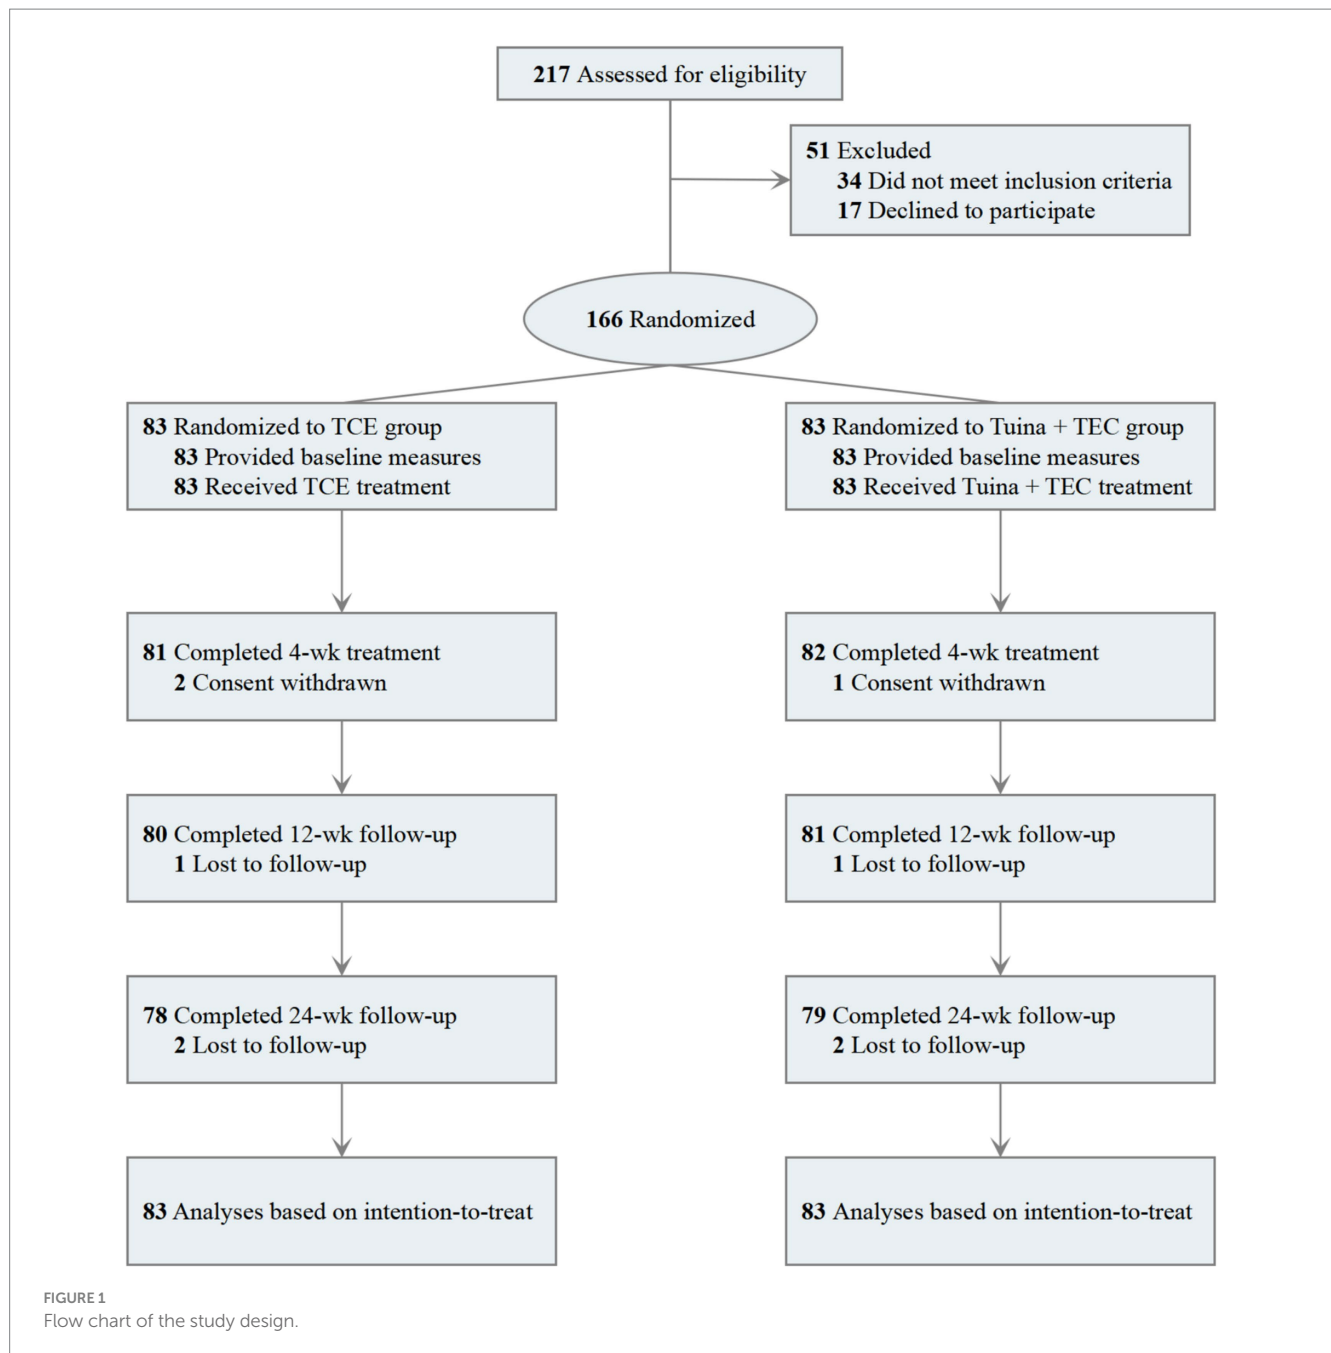 217 Assessed for eligibility
51 Excluded
34 Did not meet inclusion criteria
17 Declined to participate
166 Randomized
83 Randomized to TCE group
83 Provided baseline measures
83 Received TCE treatment
83 Randomized to Tuina + TEC group
83 Provided baseline measures
83 Received Tuina + TEC treatment
81 Completed 4-wk treatment
2 Consent withdrawn
82 Completed 4-wk treatment
1 Consent withdrawn
80 Completed 12-wk follow-up
1 Lost to follow-up
81 Completed 12-wk follow-up
1 Lost to follow-up
78 Completed 24-wk follow-up
2 Lost to follow-up
79 Completed 24-wk follow-up
2 Lost to follow-up
83 Analyses based on intention-to-treat
83 Analyses based on intention-to-treat
FIGURE 1
Flow chart of the study design.